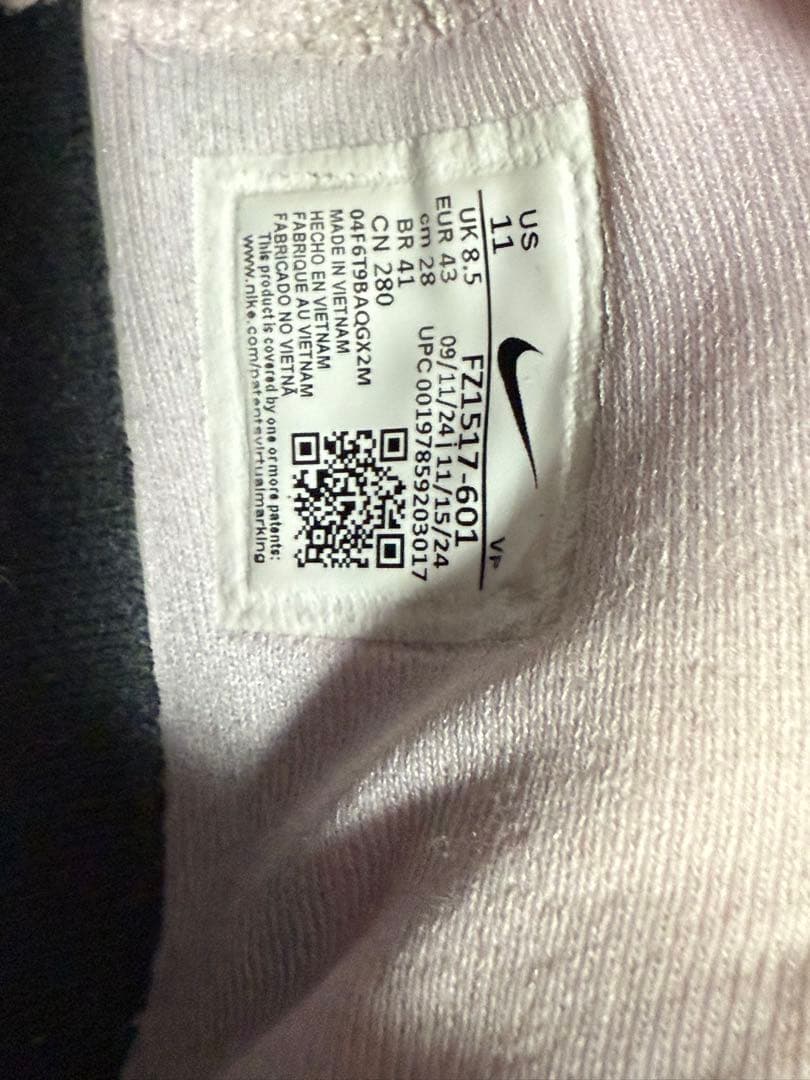 US
11
VP
UK 8.5
EUR 43
cm 28
BR 41
CN 280
FZ1517-601
09/11/24 | 11/15/24
UPC 00197859203017
04F6T9BAQGX2M
MADE IN VIETNAM
HECHO EN VIETNAM
FABRIQUE AU VIETNAM
FABRICADO NO VIETNÃ
This product is covered by one or more patents:
www.nike.com/patentsvirtualmarking